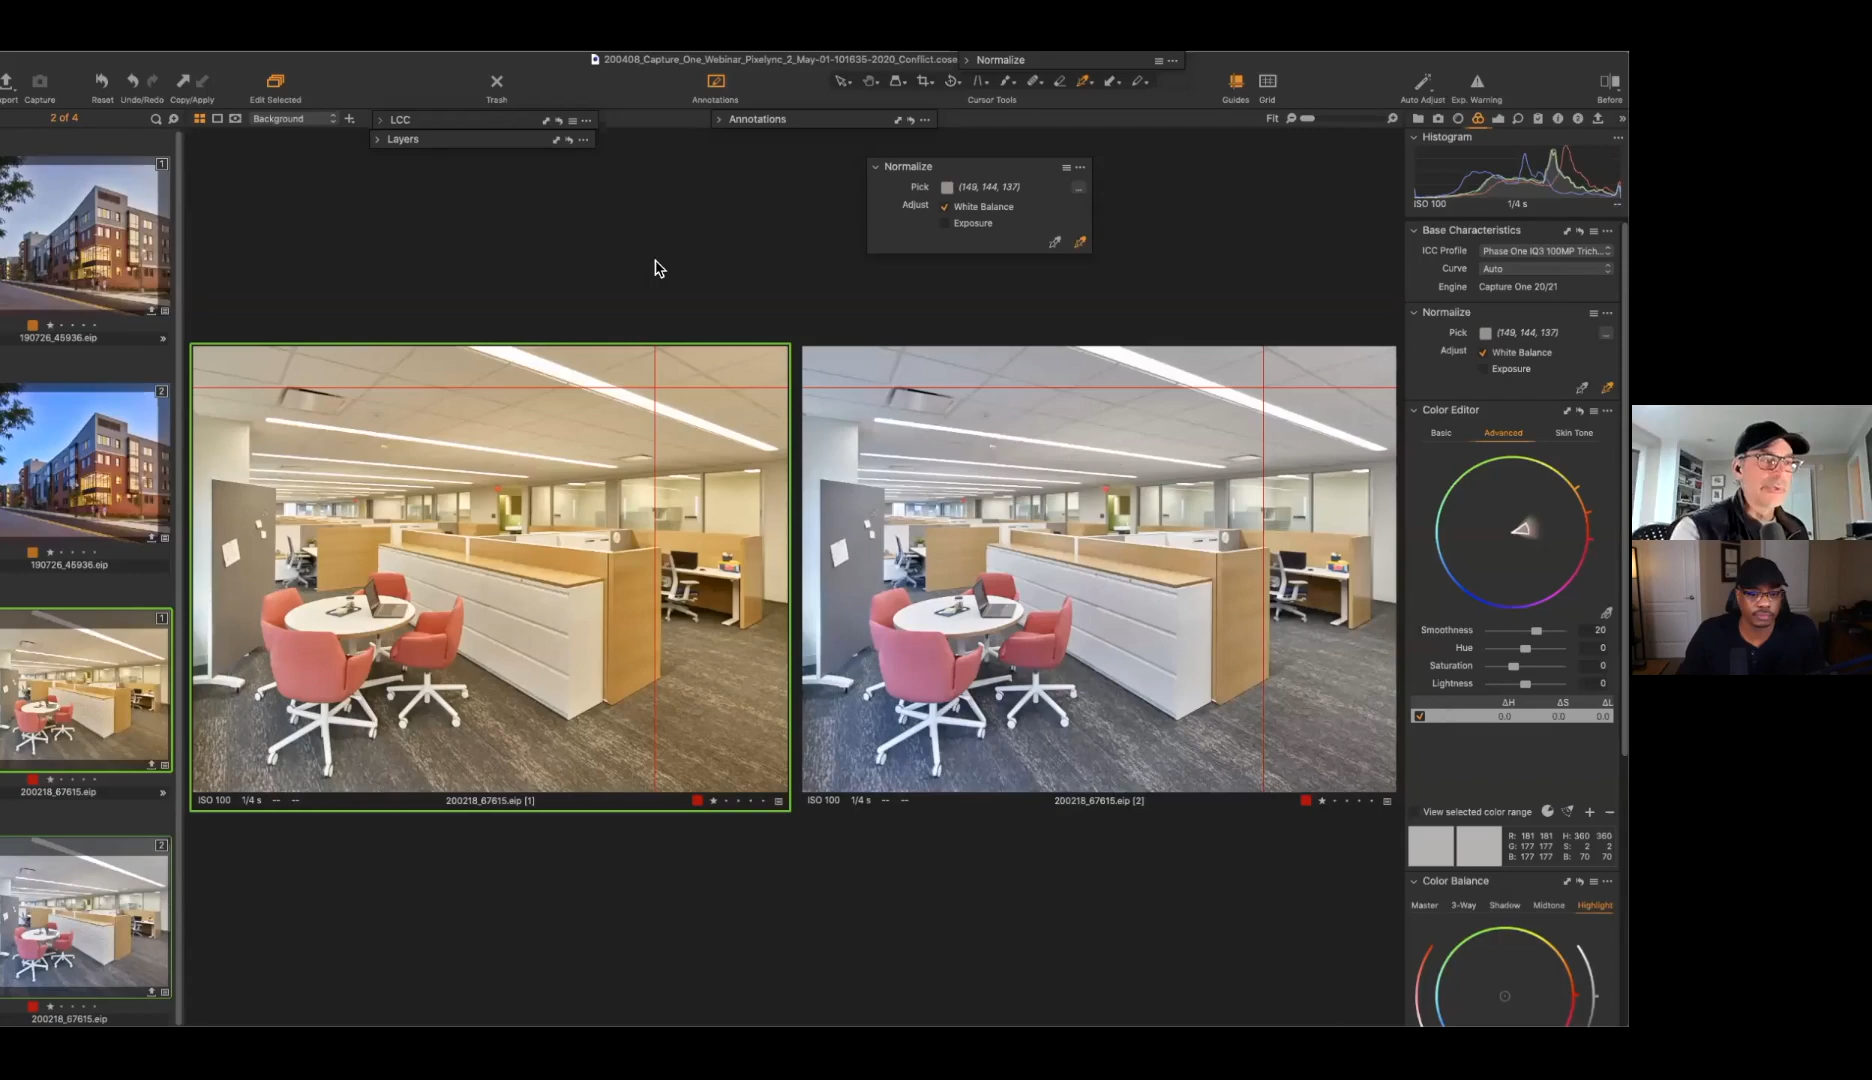 200408_Capture_One_Webinar_Pixelync_2_May-01-101635-2020_Conflict.cose
Normalize
Capture
Reset
Undo/Redo
Copy/Apply
Edit Selected
Trash
Annotations
Cursor Tools
Guides
Grid
Auto Adjust
Exp. Warning
Before
2 of 4
Background
LCC
Annotations
Fit
Layers
Histogram
ISO 100
1/4 s
--
Normalize
Pick
(149, 144, 137)
...
Adjust
White Balance
Exposure
1
190726_45936.eip
2
190726_45936.eip
1
200218_67615.eip
2
200218_67615.eip
ISO 100 1/4 s -- --
200218_67615.eip [1]
ISO 100 1/4 s -- --
200218_67615.eip [2]
Base Characteristics
ICC Profile
Phase One IQ3 100MP Trich...
Curve
Auto
Engine
Capture One 20/21
Normalize
Pick
(149, 144, 137)
...
Adjust
White Balance
Exposure
Color Editor
Basic
Advanced
Skin Tone
Smoothness 20
Hue 0
Saturation 0
Lightness 0
ΔH ΔS ΔL
0.0 0.0 0.0
View selected color range
R: 181 181 H: 360 360
G: 177 177 S: 2 2
B: 177 177 B: 70 70
Color Balance
Master
3-Way
Shadow
Midtone
Highlight